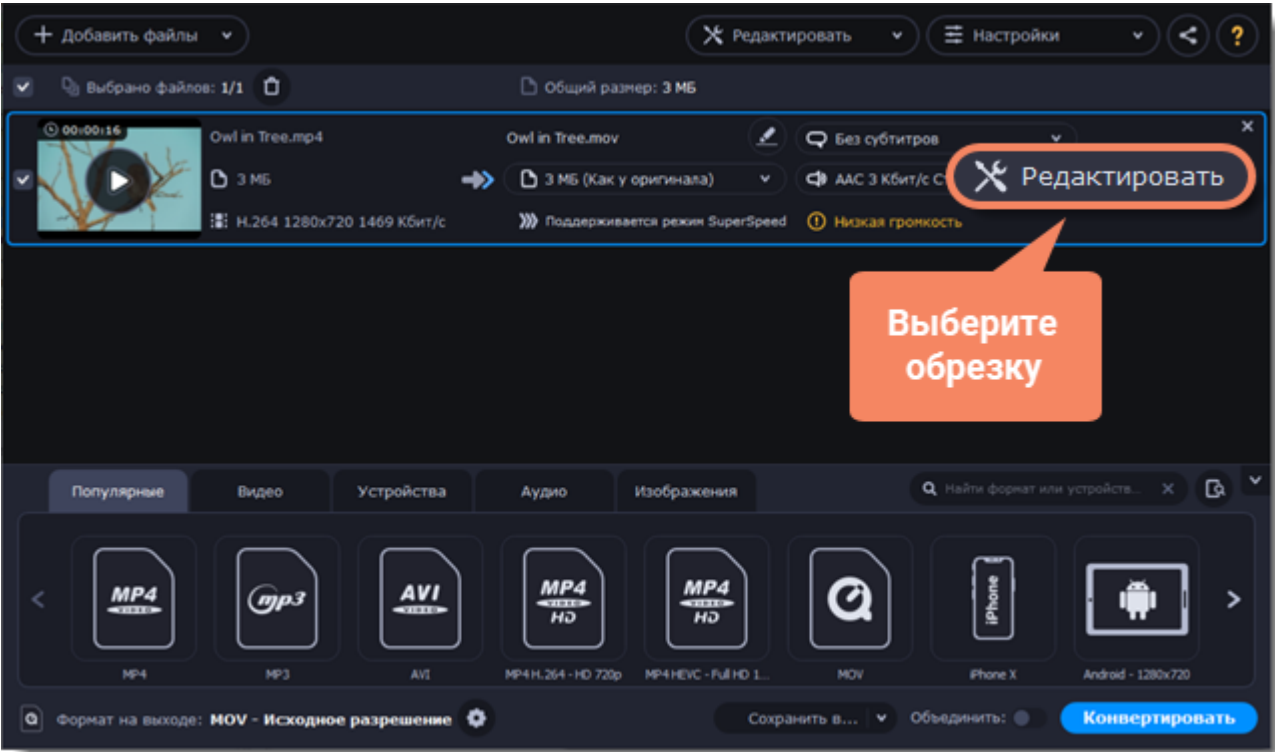 Добавить файлы
Редактировать
Настройки
?
Выбрано файлов: 1/1
Общий размер: 3 МБ
00:00:16
Owl in Tree.mp4
Owl in Tree.mov
Без субтитров
3 МБ
3 МБ (Как у оригинала)
AAC 3 Кбит/с С
Редактировать
H.264 1280x720 1469 Кбит/с
Поддерживается режим SuperSpeed
Низкая громкость
Выберите
обрезку
Популярные
Видео
Устройства
Аудио
Изображения
Найти формат или устройств...
MP4 VIDEO
mp3
AVI VIDEO
MP4 VIDEO HD
MP4 VIDEO HD
iPhone
MP4
MP3
AVI
MP4 H.264 - HD 720p
MP4 HEVC - Full HD 1...
MOV
iPhone X
Android - 1280x720
Формат на выходе: MOV - Исходное разрешение
Сохранить в...
Объединить:
Конвертировать